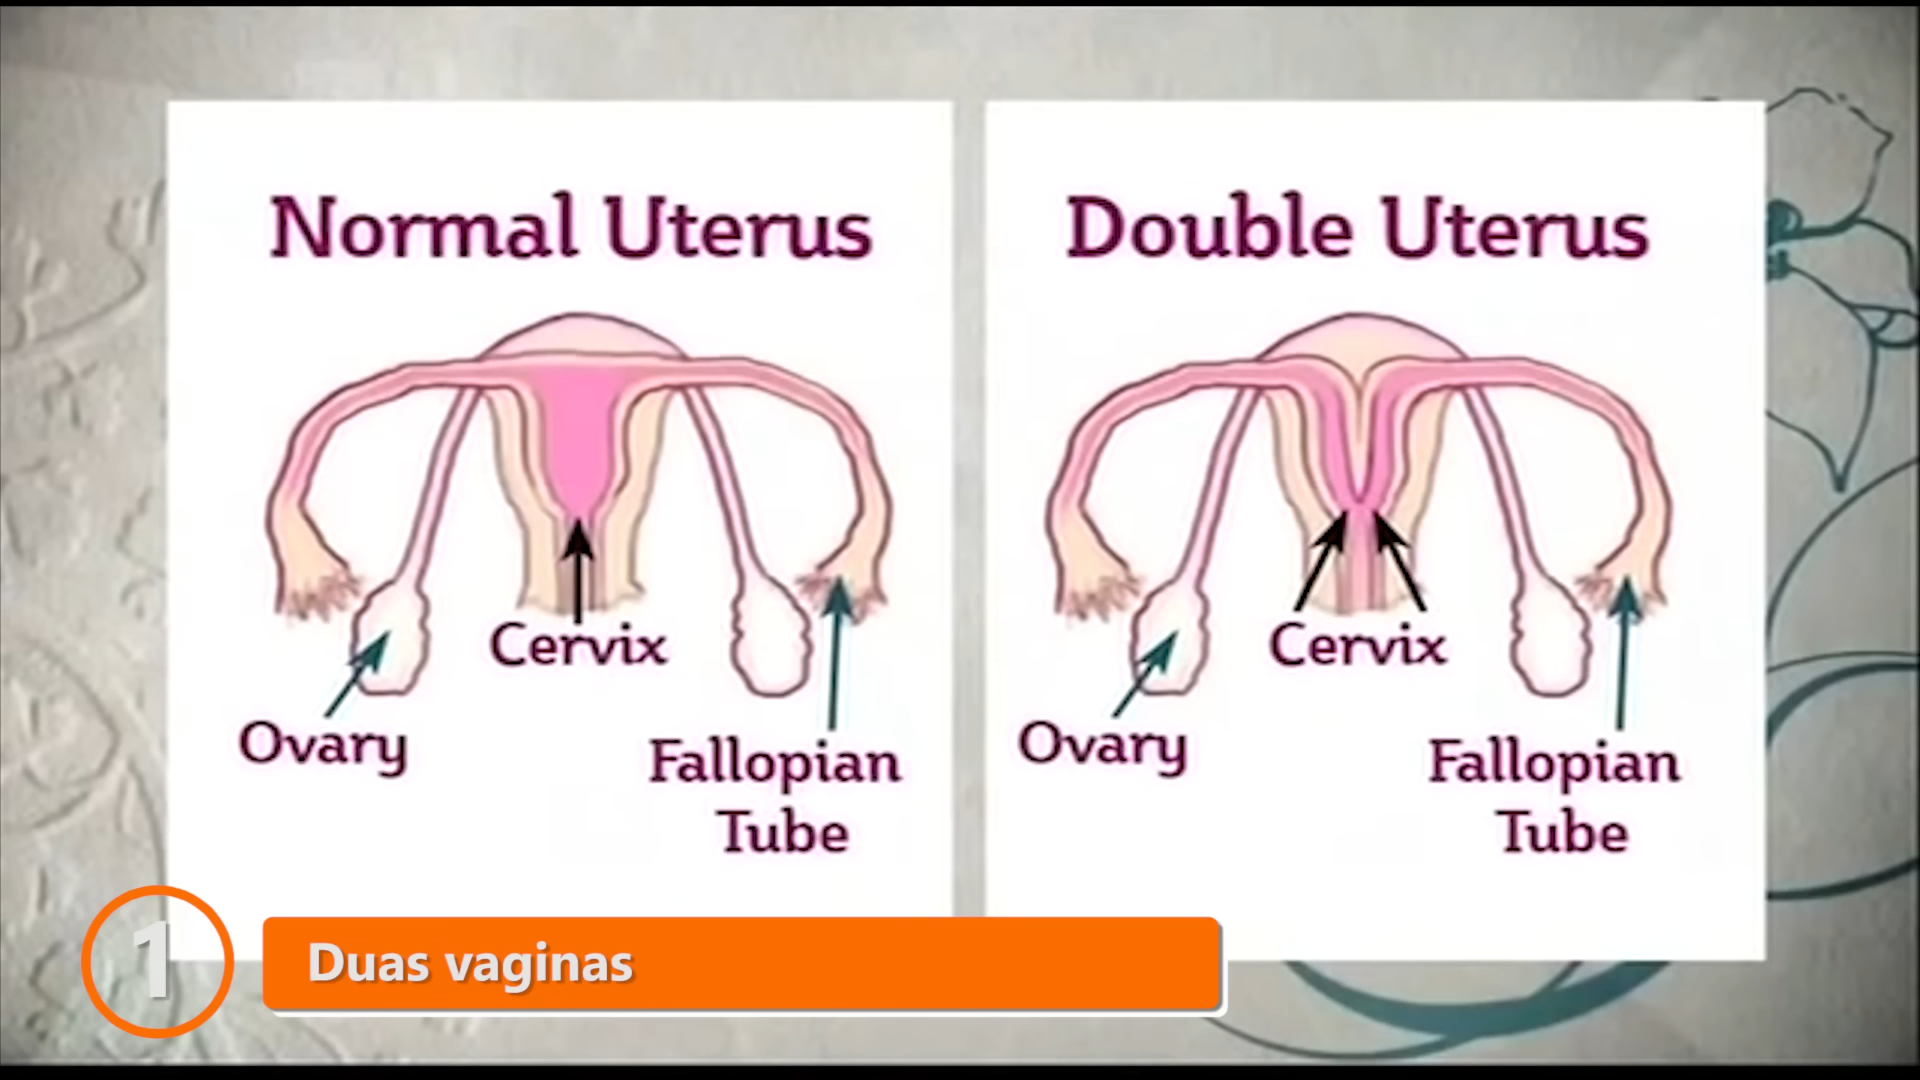 Normal Uterus
Cervix
Ovary
Fallopian
Tube
Double Uterus
Cervix
Ovary
Fallopian
Tube
1
Duas vaginas